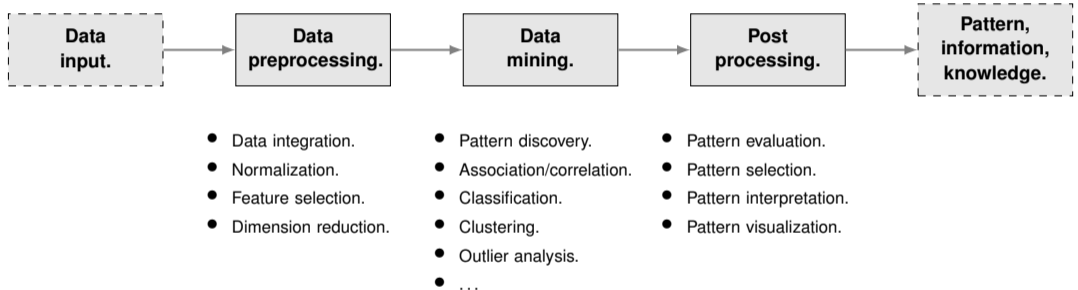 Data
input.
Data
preprocessing.
Data
mining.
Post
processing.
Pattern,
information,
knowledge.
● Data integration.
● Normalization.
● Feature selection.
● Dimension reduction.
● Pattern discovery.
● Association/correlation.
● Classification.
● Clustering.
● Outlier analysis.
● ...
● Pattern evaluation.
● Pattern selection.
● Pattern interpretation.
● Pattern visualization.